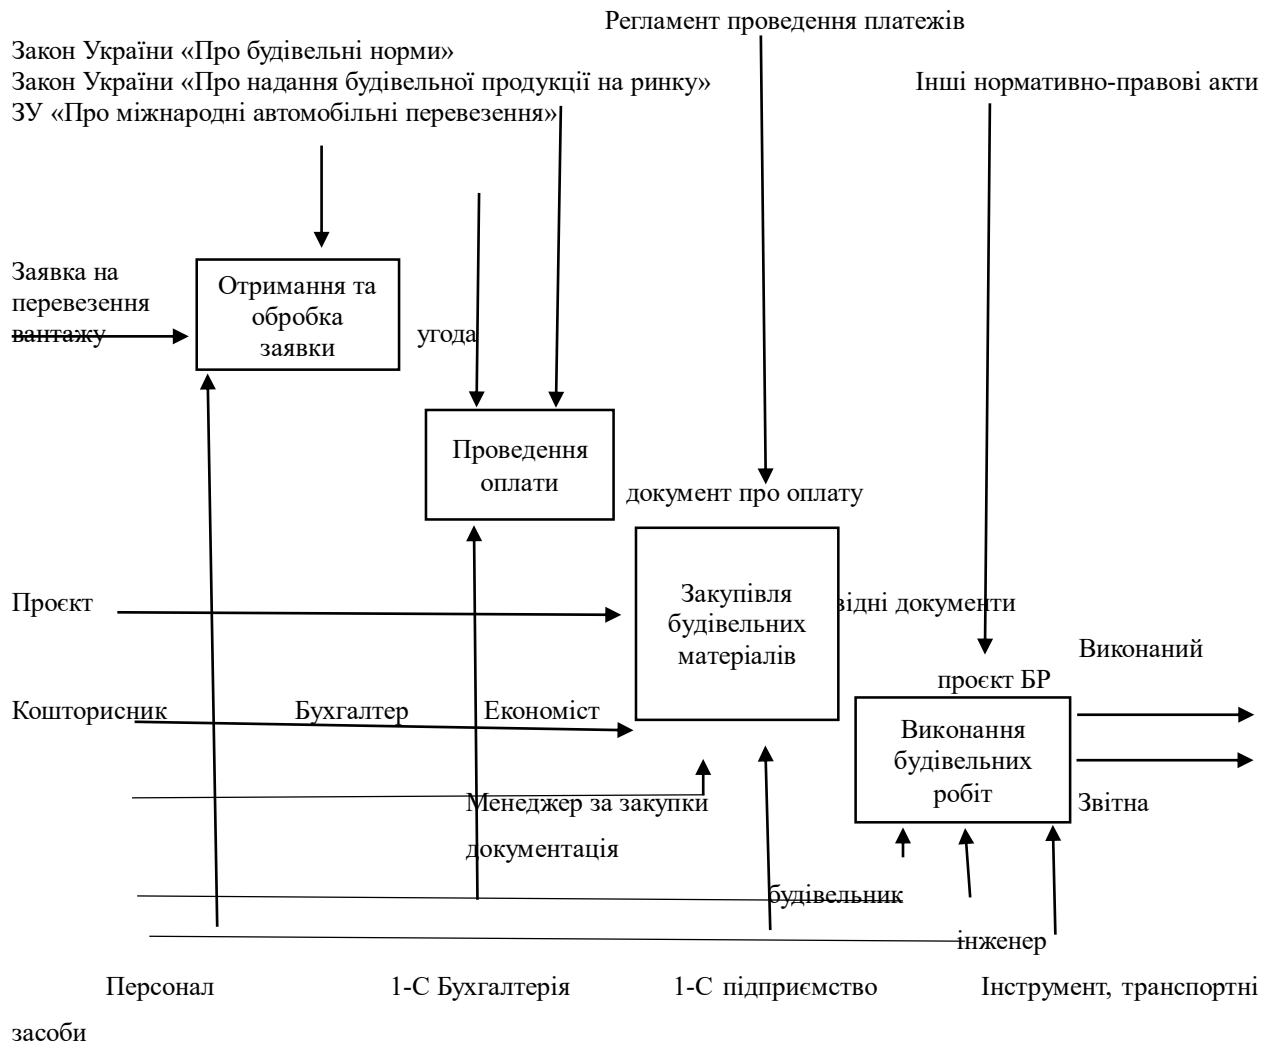 Регламент проведення платежів
Закон України «Про будівельні норми»
Закон України «Про надання будівельної продукції на ринку»
Інші нормативно-правові акти
ЗУ «Про міжнародні автомобільні перевезення»
Заявка на
перевезення
вантажу
Отримання та
обробка
заявки
угода
Проведення
оплати
документ про оплату
Проєкт
Закупівля
будівельних
матеріалів
відні документи
Виконаний
проєкт БР
Кошторисник
Бухгалтер
Економіст
Виконання
будівельних
робіт
Менеджер за закупки
Звітна
документація
будівельник
інженер
Персонал
1-С Бухгалтерія
1-С підприємство
Інструмент, транспортні
засоби